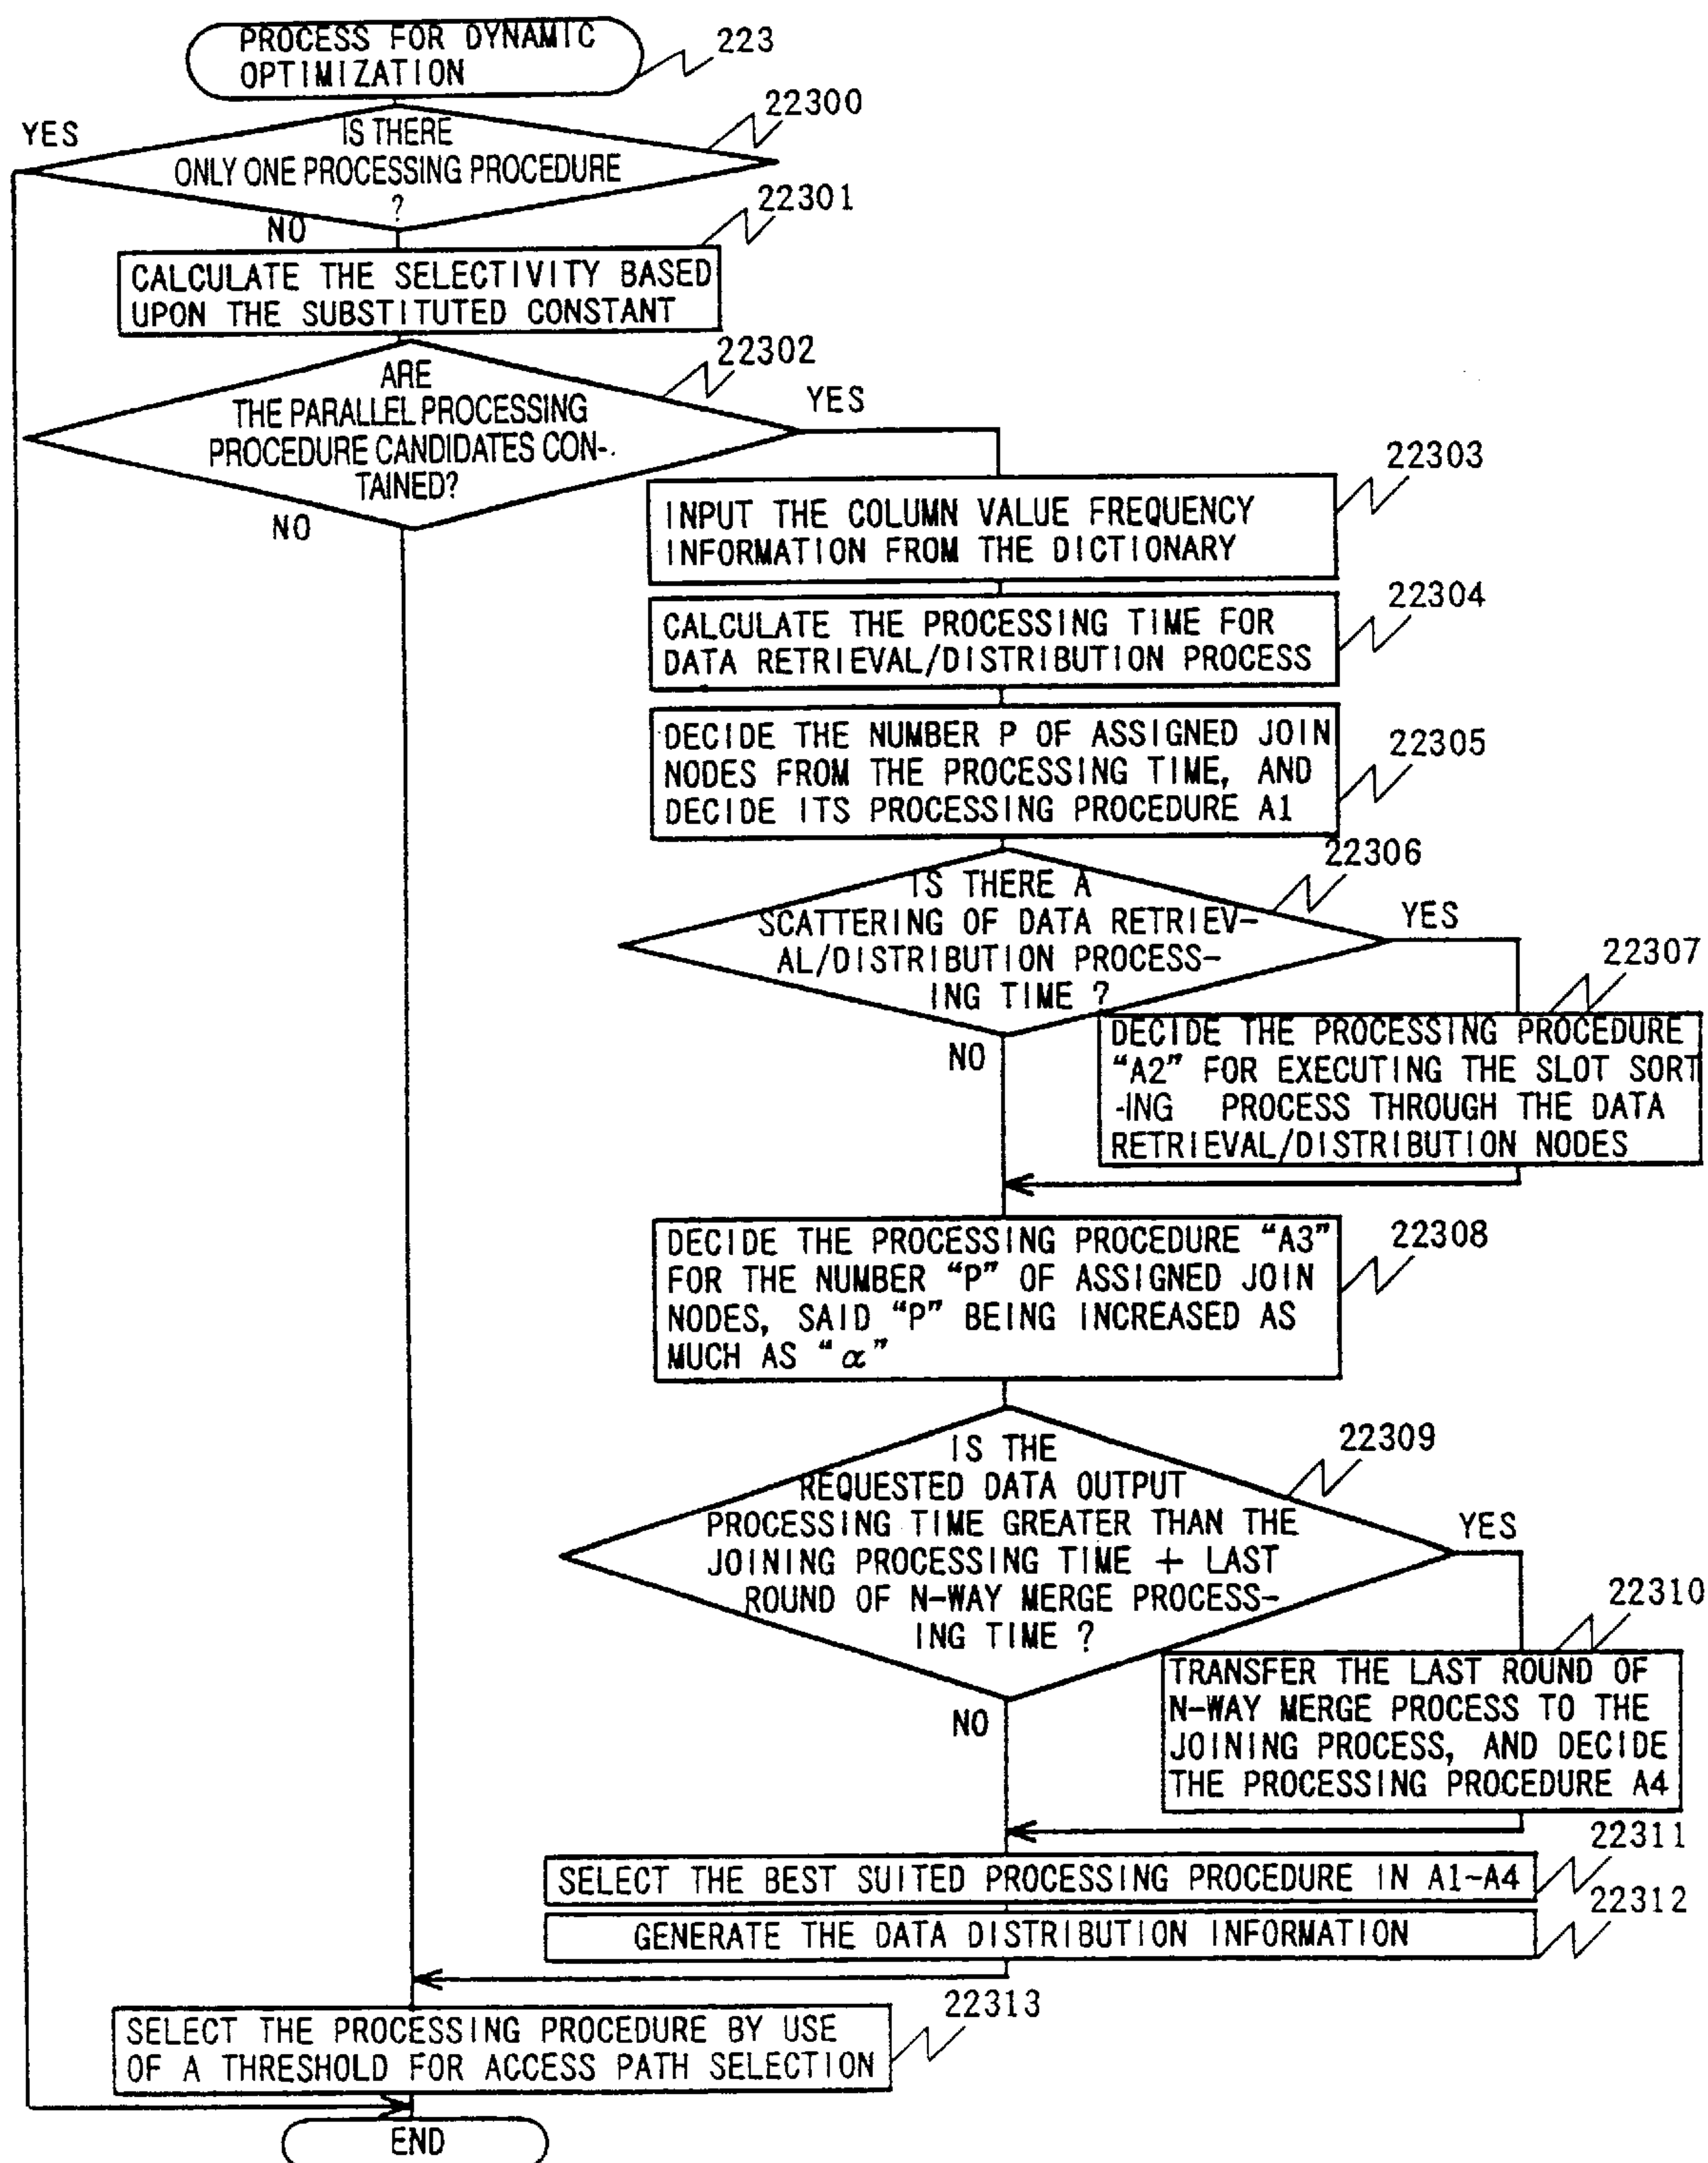 PROCESS FOR DYNAMIC
OPTIMIZATION
223
22300
YES
IS THERE
ONLY ONE PROCESSING PROCEDURE
?
NO
22301
CALCULATE THE SELECTIVITY BASED
UPON THE SUBSTITUTED CONSTANT
22302
ARE
THE PARALLEL PROCESSING
PROCEDURE CANDIDATES CON-
TAINED?
YES
NO
22303
INPUT THE COLUMN VALUE FREQUENCY
INFORMATION FROM THE DICTIONARY
22304
CALCULATE THE PROCESSING TIME FOR
DATA RETRIEVAL/DISTRIBUTION PROCESS
22305
DECIDE THE NUMBER P OF ASSIGNED JOIN
NODES FROM THE PROCESSING TIME, AND
DECIDE ITS PROCESSING PROCEDURE A1
22306
IS THERE A
SCATTERING OF DATA RETRIEV-
AL/DISTRIBUTION PROCESS-
ING TIME ?
YES
NO
22307
DECIDE THE PROCESSING PROCEDURE
“A2” FOR EXECUTING THE SLOT SORT
-ING PROCESS THROUGH THE DATA
RETRIEVAL/DISTRIBUTION NODES
22308
DECIDE THE PROCESSING PROCEDURE “A3”
FOR THE NUMBER “P” OF ASSIGNED JOIN
NODES, SAID “P” BEING INCREASED AS
MUCH AS “α”
22309
IS THE
REQUESTED DATA OUTPUT
PROCESSING TIME GREATER THAN THE
JOINING PROCESSING TIME + LAST
ROUND OF N-WAY MERGE PROCESS-
ING TIME ?
YES
NO
22310
TRANSFER THE LAST ROUND OF
N-WAY MERGE PROCESS TO THE
JOINING PROCESS, AND DECIDE
THE PROCESSING PROCEDURE A4
22311
SELECT THE BEST SUITED PROCESSING PROCEDURE IN A1-A4
22312
GENERATE THE DATA DISTRIBUTION INFORMATION
22313
SELECT THE PROCESSING PROCEDURE BY USE
OF A THRESHOLD FOR ACCESS PATH SELECTION
END